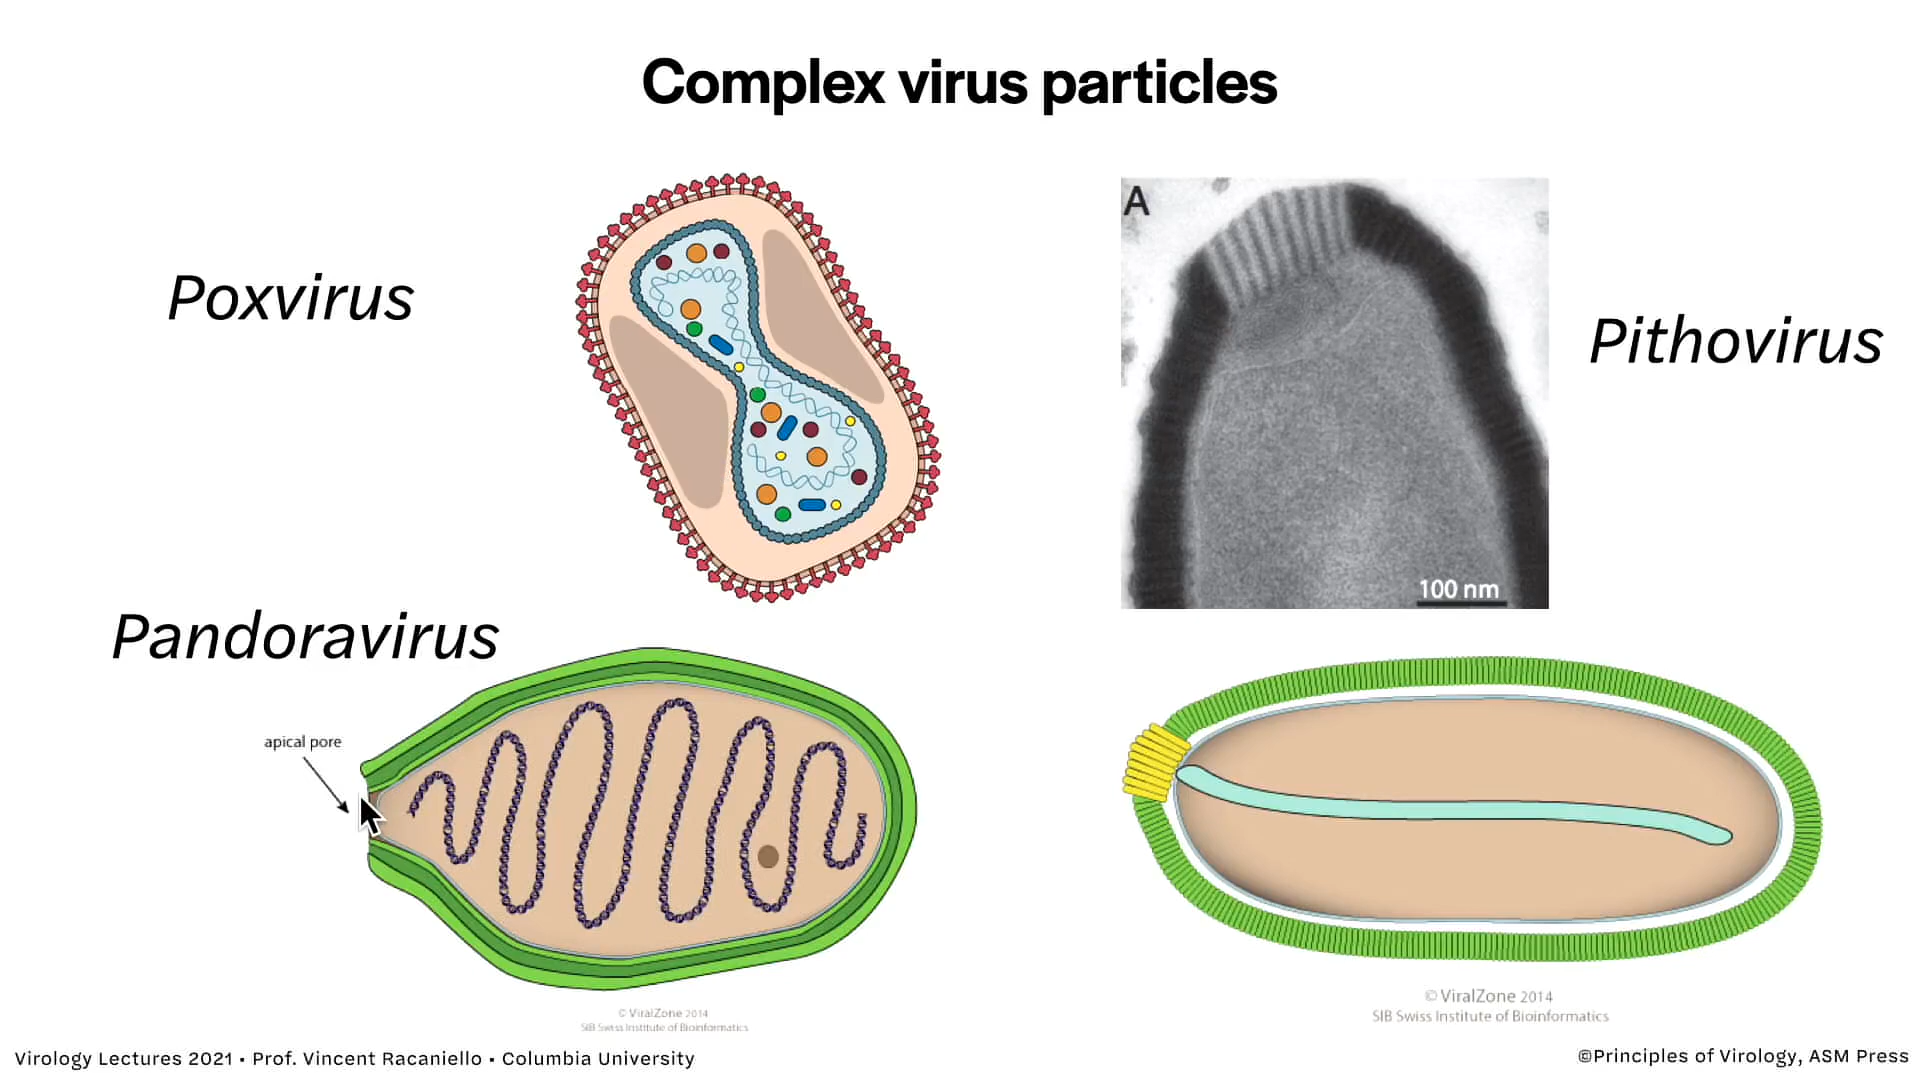 Complex virus particles
A
Poxvirus
Pithovirus
100 nm
Pandoravirus
apical pore
© ViralZone 2014
SIB Swiss Institute of Bioinformatics
© ViralZone 2014
SIB Swiss Institute of Bioinformatics
Virology Lectures 2021 • Prof. Vincent Racaniello • Columbia University
©Principles of Virology, ASM Press